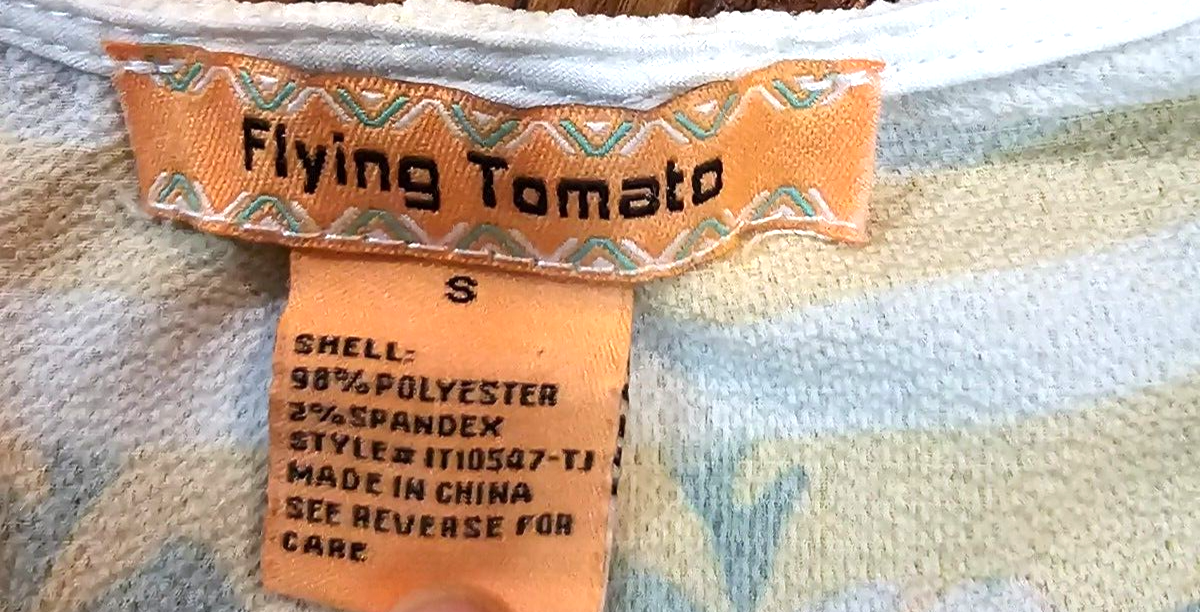 Flying Tomato
S
SHELL:
98% POLYESTER
2% SPANDEX
STYLE# IT10547-TJ
MADE IN CHINA
SEE REVERSE FOR
CARE